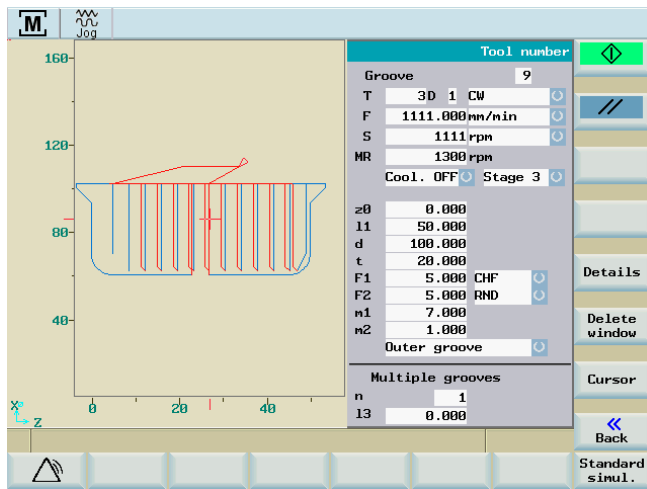 M Jog
Tool number
Groove 9
T 3 D 1 CW
F 1111.000 mm/min
S 1111 rpm
MR 1300 rpm
Cool. OFF Stage 3
z0 0.000
l1 50.000
d 100.000
t 20.000
F1 5.000 CHF
F2 5.000 RND
m1 7.000
m2 1.000
Outer groove
Multiple grooves
n 1
l3 0.000
160
120
80
40
0 20 40
X
Z
Details
Delete
window
Cursor
Back
Standard
simul.